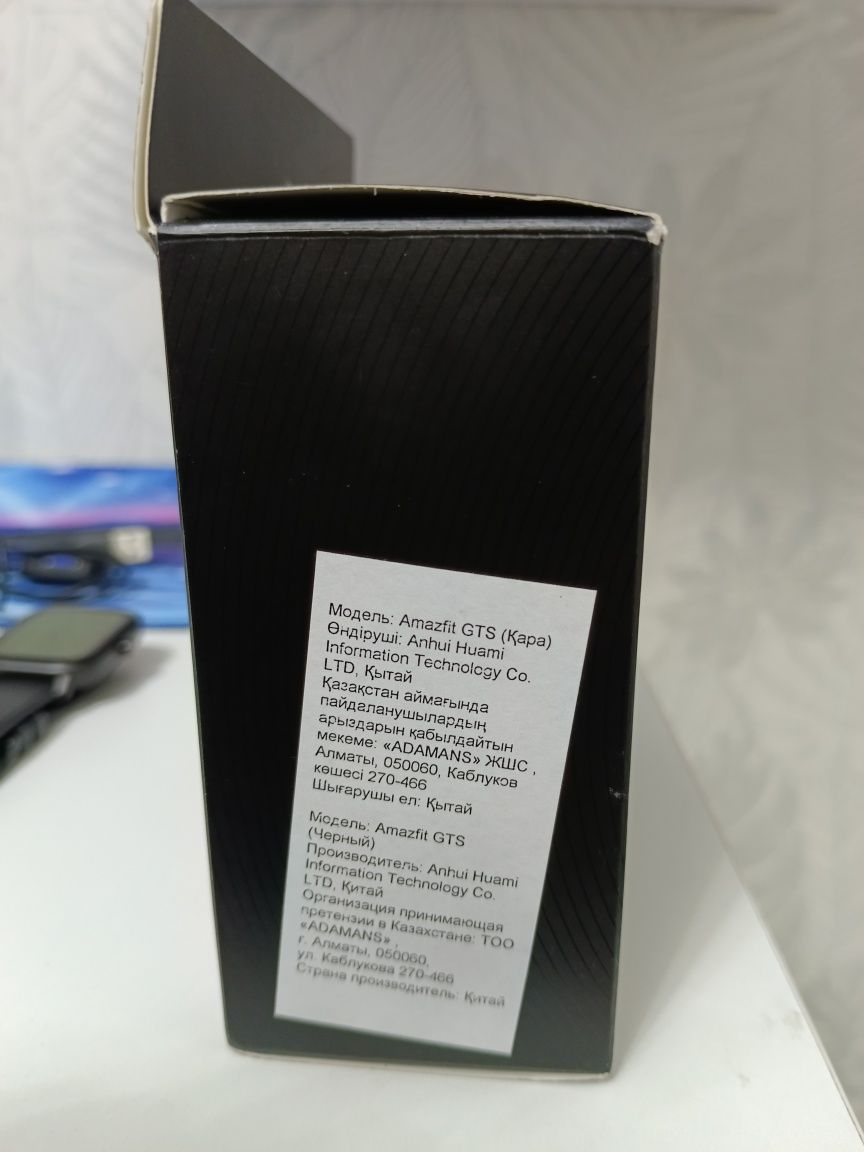 Модель: Amazfit GTS (Қара)
Өндіруші: Anhui Huami
Information Technology Co.
LTD, Қытай
Қазақстан аймағында
пайдаланушылардың
арыздарын қабылдайтын
мекеме: «ADAMANS» ЖШС ,
Алматы, 050060, Каблуков
көшесі 270-466
Шығарушы ел: Қытай
Модель: Amazfit GTS
(Черный)
Производитель: Anhui Huami
Information Technology Co.
LTD, Китай
Организация принимающая
претензии в Казахстане: ТОО
«ADAMANS» ,
г. Алматы, 050060,
ул. Каблукова 270-466
Страна производитель: Қитай